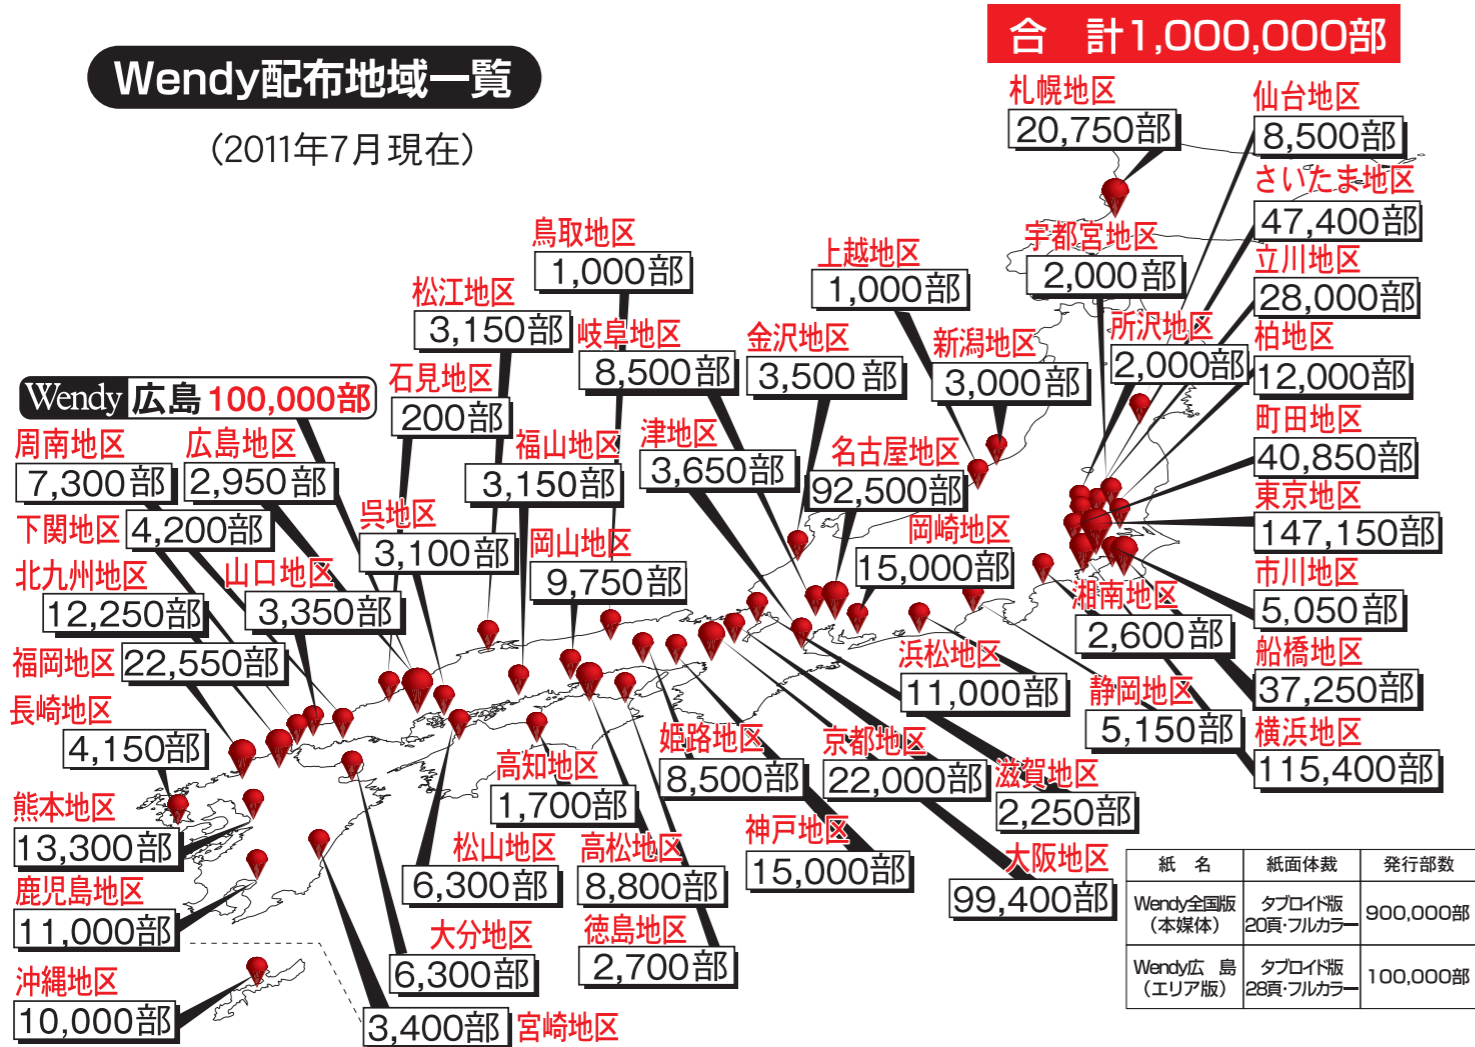 合　計1,000,000部
Wendy配布地域一覧
（2011年7月現在）
札幌地区
20,750部
仙台地区
8,500部
さいたま地区
47,400部
立川地区
28,000部
柏地区
12,000部
町田地区
40,850部
東京地区
147,150部
市川地区
5,050部
船橋地区
37,250部
横浜地区
115,400部
宇都宮地区
2,000部
所沢地区
2,000部
上越地区
1,000部
新潟地区
3,000部
鳥取地区
1,000部
松江地区
3,150部
岐阜地区
8,500部
金沢地区
3,500部
石見地区
200部
Wendy 広島 100,000部
周南地区
7,300部
広島地区
2,950部
福山地区
3,150部
津地区
3,650部
名古屋地区
92,500部
下関地区
4,200部
呉地区
3,100部
岡山地区
9,750部
岡崎地区
15,000部
北九州地区
12,250部
山口地区
3,350部
湘南地区
2,600部
福岡地区
22,550部
浜松地区
11,000部
静岡地区
5,150部
長崎地区
4,150部
高知地区
1,700部
姫路地区
8,500部
京都地区
22,000部
滋賀地区
2,250部
熊本地区
13,300部
松山地区
6,300部
高松地区
8,800部
神戸地区
15,000部
大阪地区
99,400部
鹿児島地区
11,000部
大分地区
6,300部
徳島地区
2,700部
沖縄地区
10,000部
3,400部
宮崎地区
紙　名 紙面体裁 発行部数
Wendy全国版 タブロイド版 900,000部
（本媒体） 20頁・フルカラー
Wendy広　島 タブロイド版 100,000部
（エリア版） 28頁・フルカラー